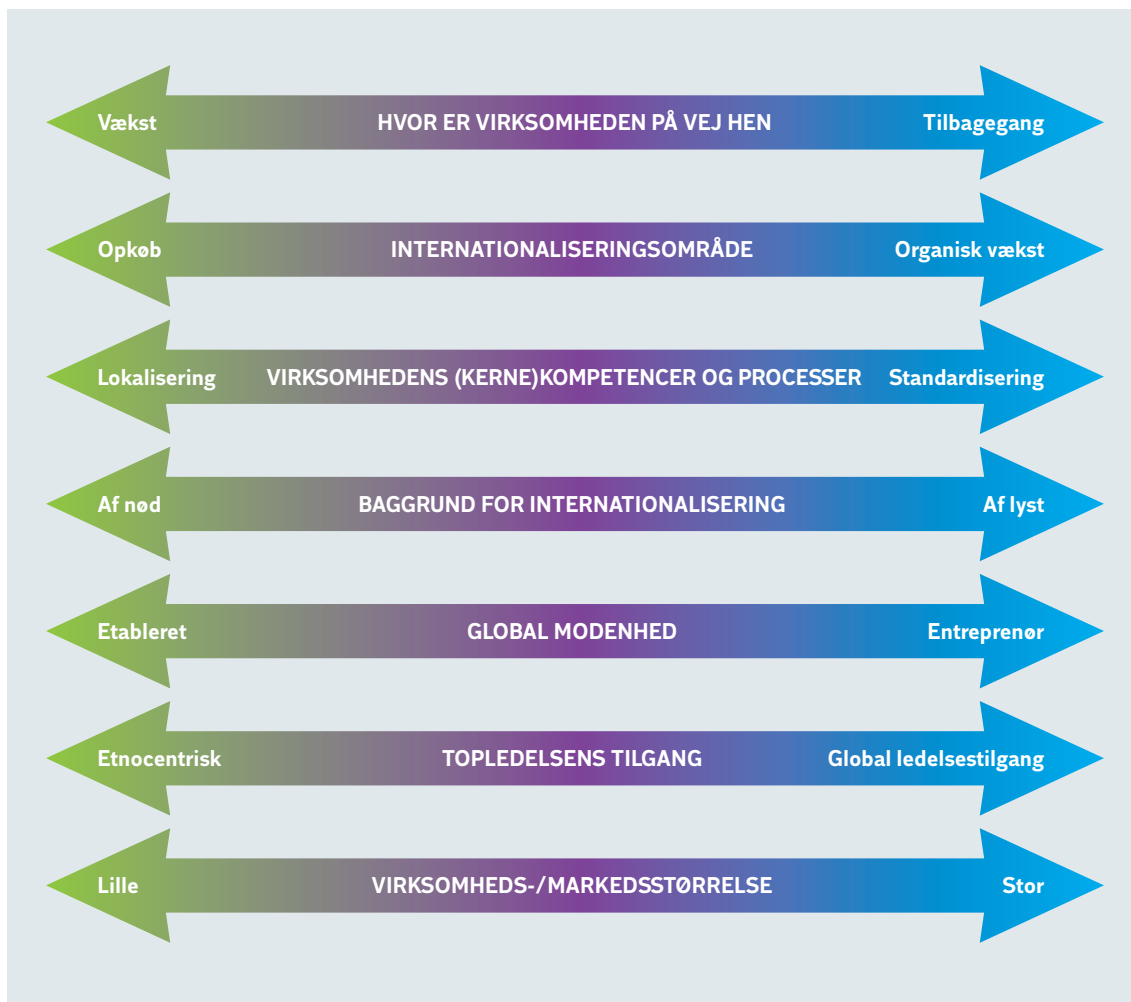 Vækst HVOR ER VIRKSOMHEDEN PÅ VEJ HEN Tilbagegang
Opkøb INTERNATIONALISERINGSOMRÅDE Organisk vækst
Lokalisering VIRKSOMHEDENS (KERNE)KOMPETENCER OG PROCESSER Standardisering
Af nød BAGGRUND FOR INTERNATIONALISERING Af lyst
Etableret GLOBAL MODENHED Entreprenør
Etnocentrisk TOPLEDELSENS TILGANG Global ledelsestilgang
Lille VIRKSOMHEDS-/MARKEDSSTØRRELSE Stor